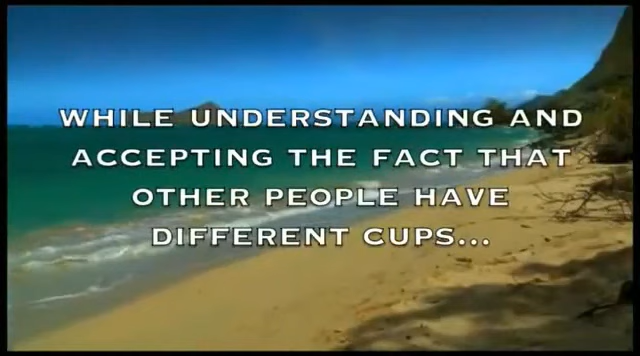 WHILE UNDERSTANDING AND
ACCEPTING THE FACT THAT
OTHER PEOPLE HAVE
DIFFERENT CUPS...